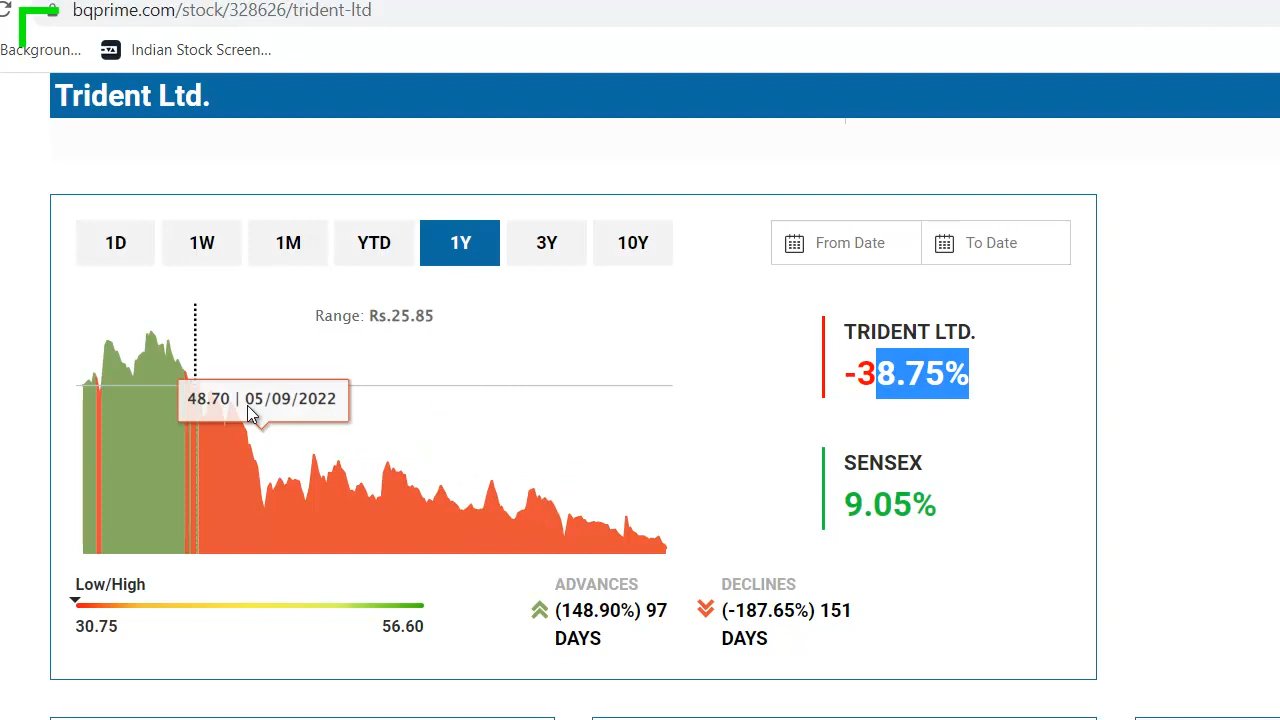 bqprime.com/stock/328626/trident-ltd
Backgroun... Indian Stock Screen...
Trident Ltd.
1D 1W 1M YTD 1Y 3Y 10Y From Date To Date
Range: Rs.25.85
TRIDENT LTD.
-38.75%
48.70 | 05/09/2022
SENSEX
9.05%
Low/High
30.75 56.60
ADVANCES
(148.90%) 97
DAYS
DECLINES
(-187.65%) 151
DAYS